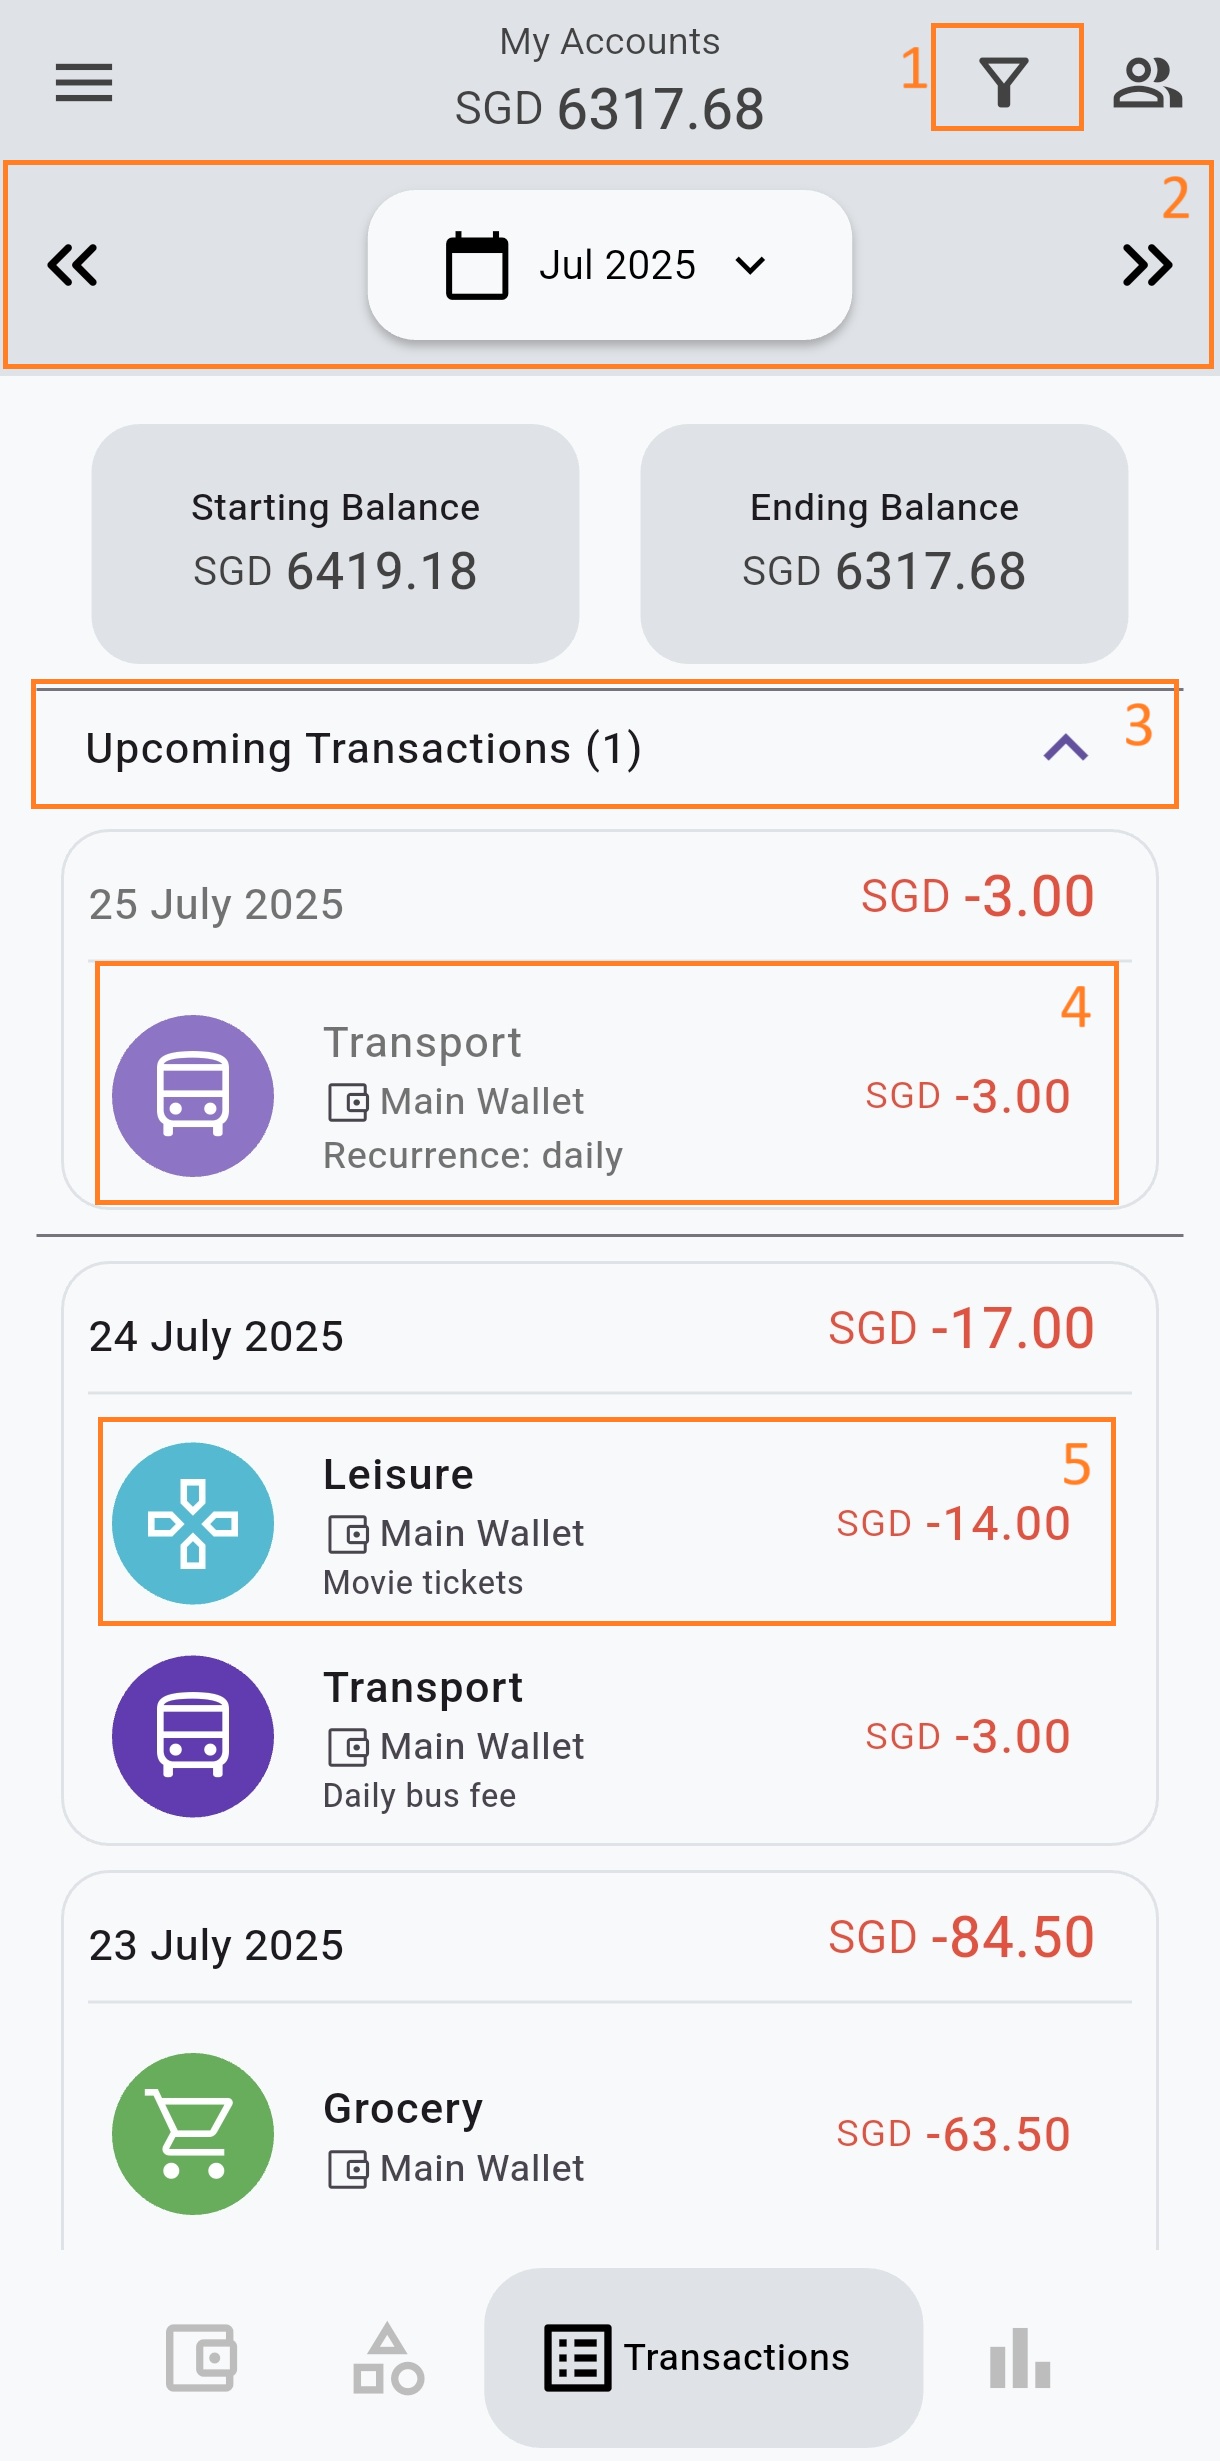 My Accounts
SGD 6317.68
1
2
Jul 2025
Starting Balance
SGD 6419.18
Ending Balance
SGD 6317.68
Upcoming Transactions (1)
3
25 July 2025
SGD -3.00
4
Transport
Main Wallet
Recurrence: daily
SGD -3.00
24 July 2025
SGD -17.00
5
Leisure
Main Wallet
Movie tickets
SGD -14.00
Transport
Main Wallet
Daily bus fee
SGD -3.00
23 July 2025
SGD -84.50
Grocery
Main Wallet
SGD -63.50
Transactions